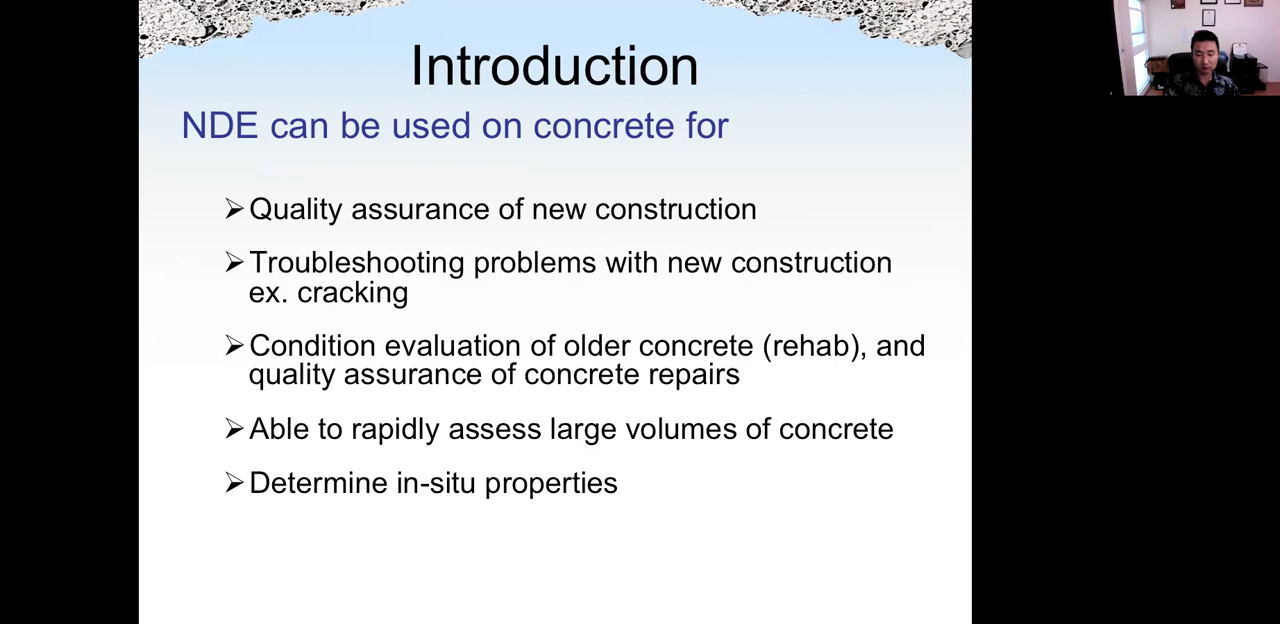 Introduction
NDE can be used on concrete for
➢Quality assurance of new construction
➢Troubleshooting problems with new construction
ex. cracking
➢Condition evaluation of older concrete (rehab), and
quality assurance of concrete repairs
➢Able to rapidly assess large volumes of concrete
➢Determine in-situ properties